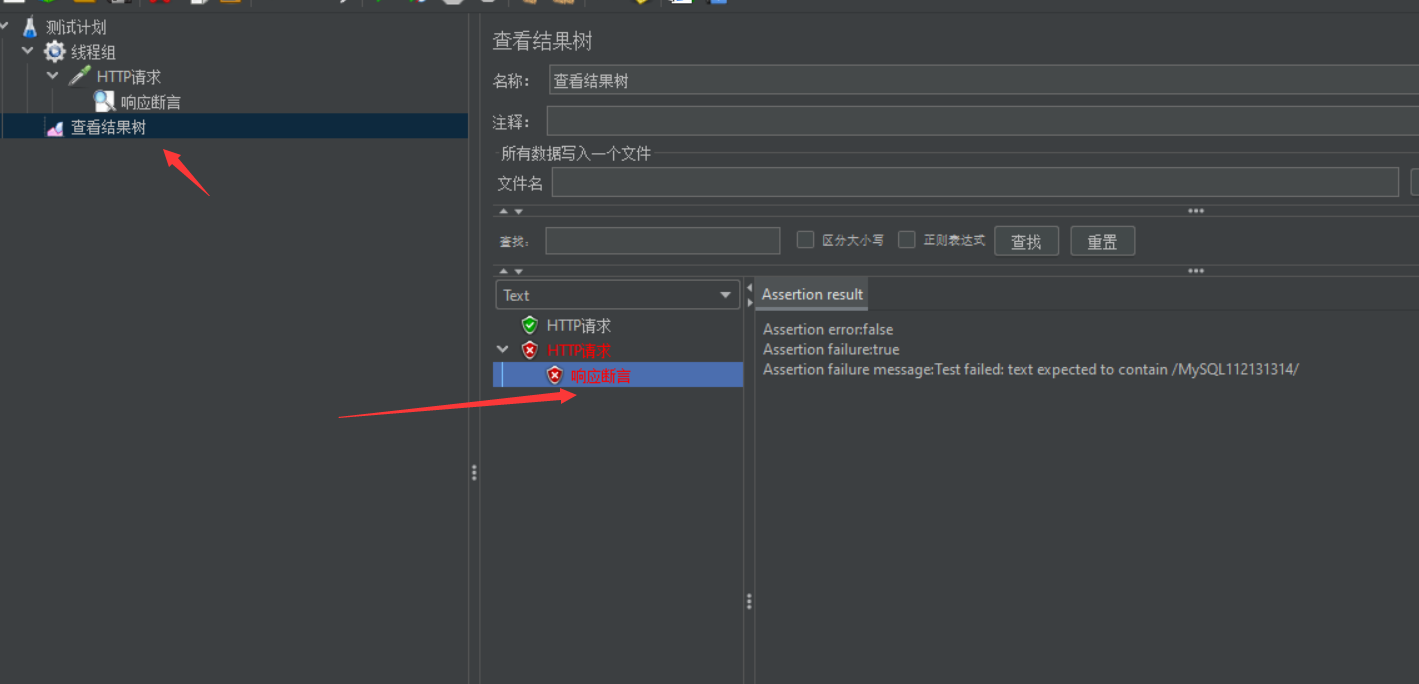 测试计划
线程组
HTTP请求
响应断言
查看结果树
查看结果树
名称： 查看结果树
注释：
所有数据写入一个文件
文件名
查找： 区分大小写 正则表达式 查找 重置
Text
HTTP请求
HTTP请求
响应断言
Assertion result
Assertion error:false
Assertion failure:true
Assertion failure message:Test failed: text expected to contain /MySQL112131314/